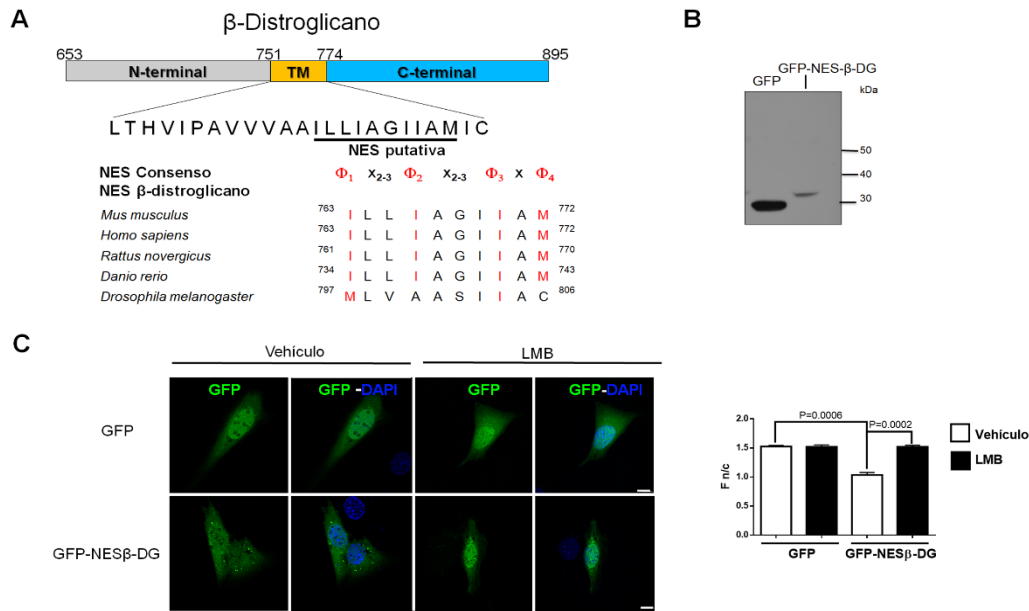 A
β-Distroglicano
653 751 774 895
N-terminal TM C-terminal
LTHVIPAVVVAAILLIAGIIAMIC
NES putativa
NES Consenso Φ1 X2-3 Φ2 X2-3 Φ3 X Φ4
NES β-distroglicano
Mus musculus 763 I L L I A G I I A M 772
Homo sapiens 763 I L L I A G I I A M 772
Rattus novergicus 761 I L L I A G I I A M 770
Danio rerio 734 I L L I A G I I A M 743
Drosophila melanogaster 797 M L V A A S I I A C 806
B
GFP-NES-β-DG
GFP
kDa
50
40
30
C
Vehículo LMB
GFP GFP-DAPI GFP GFP-DAPI
GFP
GFP-NESβ-DG
P=0.0006
P=0.0002
F n/c
2.0
1.5
1.0
0.5
0.0
GFP GFP-NESβ-DG
Vehículo
LMB